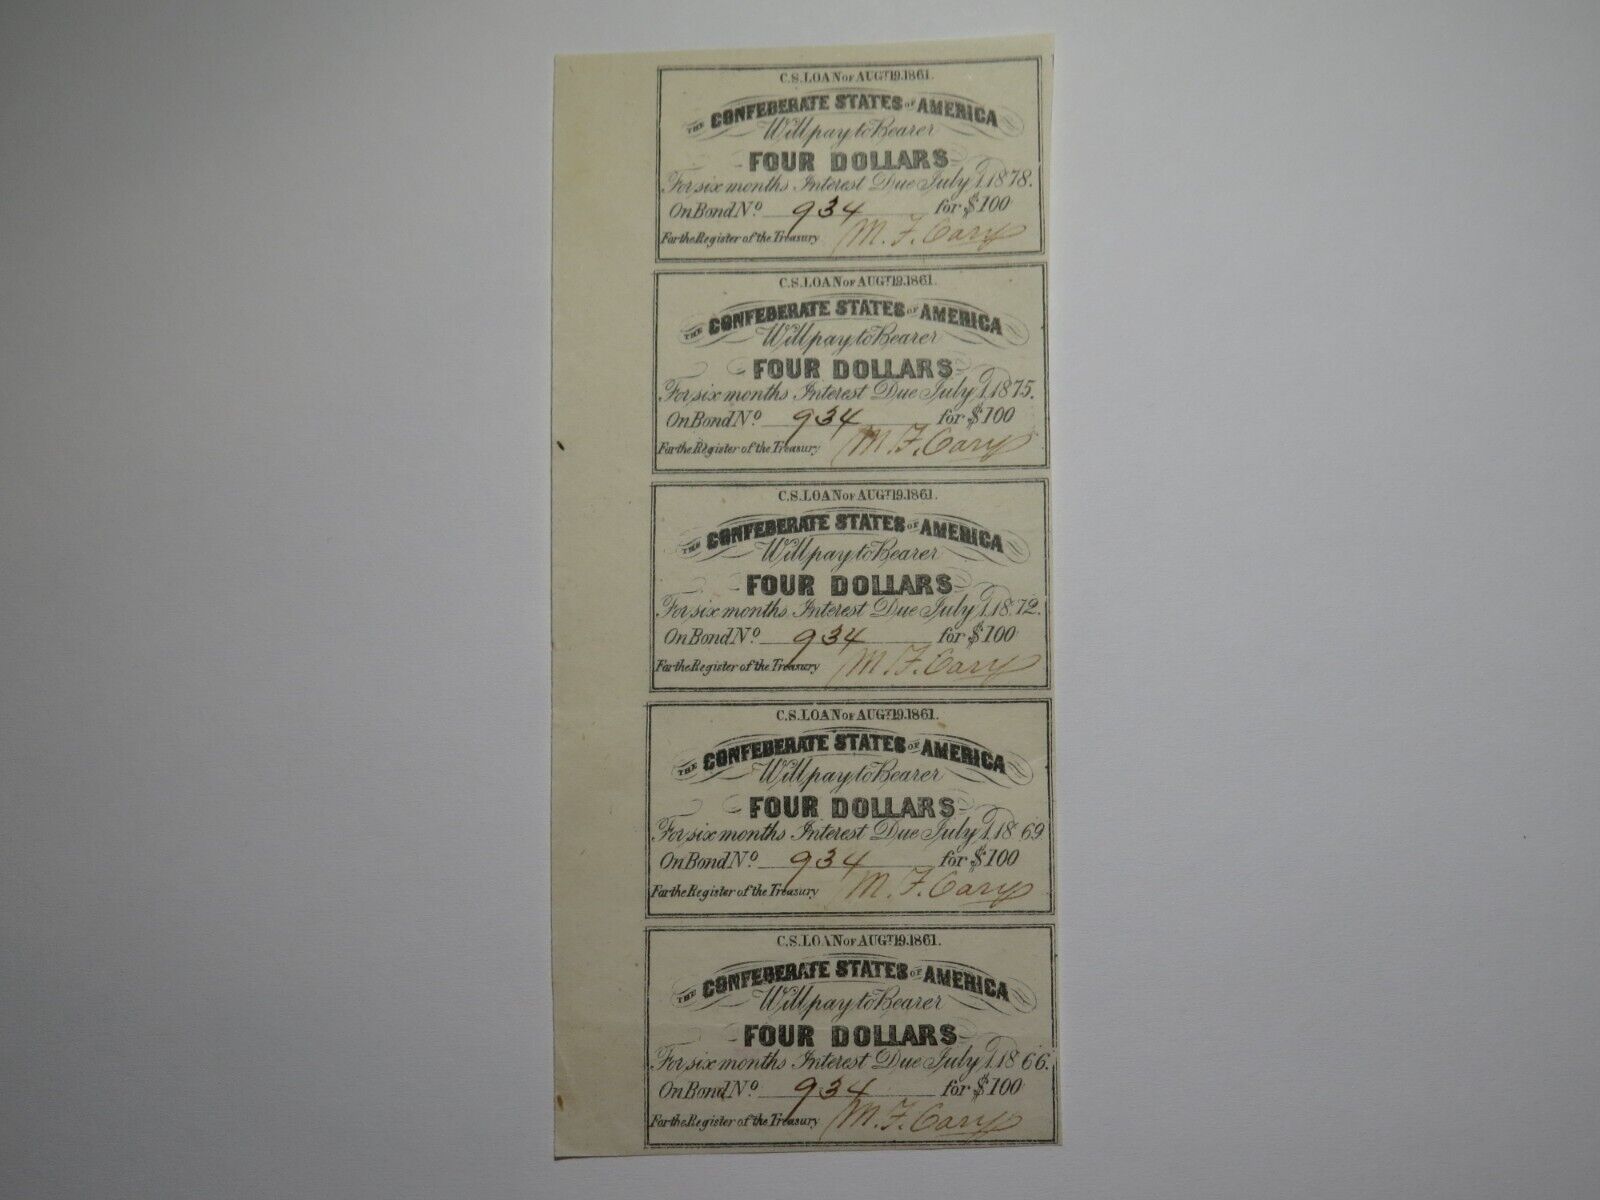 C.S. LOAN OF AUGT 19. 1861.
THE CONFEDERATE STATES OF AMERICA
Will pay to Bearer
FOUR DOLLARS
For six months Interest Due July 1, 1878.
On Bond No. 934 for $100
For the Register of the Treasury M. F. Cary
C.S. LOAN OF AUGT 19. 1861.
THE CONFEDERATE STATES OF AMERICA
Will pay to Bearer
FOUR DOLLARS
For six months Interest Due July 1, 1875.
On Bond No. 934 for $100
For the Register of the Treasury M. F. Cary
C.S. LOAN OF AUGT 19. 1861.
THE CONFEDERATE STATES OF AMERICA
Will pay to Bearer
FOUR DOLLARS
For six months Interest Due July 1, 1872.
On Bond No. 934 for $100
For the Register of the Treasury M. F. Cary
C.S. LOAN OF AUGT 19. 1861.
THE CONFEDERATE STATES OF AMERICA
Will pay to Bearer
FOUR DOLLARS
For six months Interest Due July 1, 1869.
On Bond No. 934 for $100
For the Register of the Treasury M. F. Cary
C.S. LOAN OF AUGT 19. 1861.
THE CONFEDERATE STATES OF AMERICA
Will pay to Bearer
FOUR DOLLARS
For six months Interest Due July 1, 1866.
On Bond No. 934 for $100
For the Register of the Treasury M. F. Cary